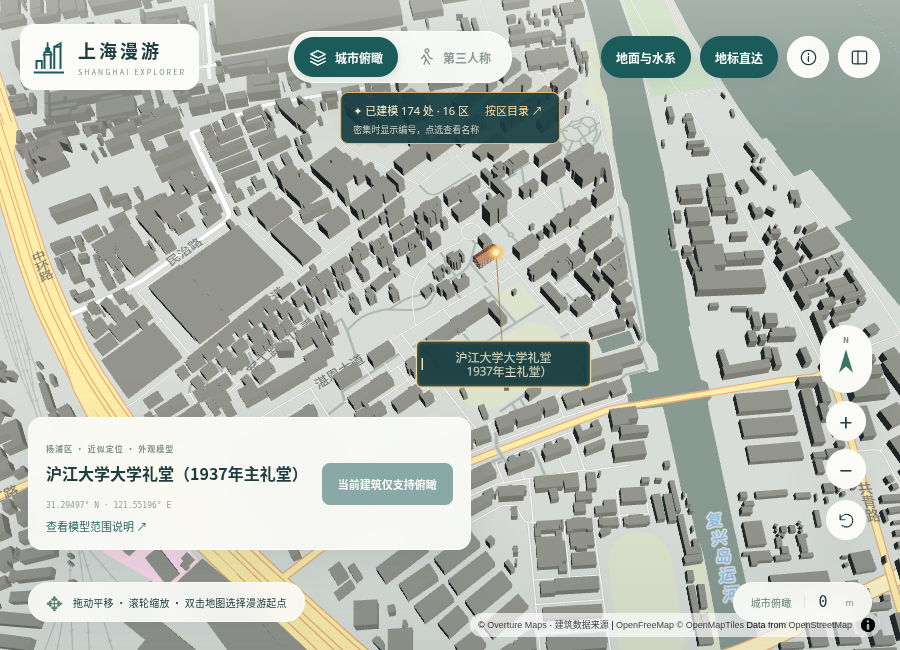 上海漫游
SHANGHAI EXPLORER
城市俯瞰
第三人称
地面与水系
地标直达
✦ 已建模 174 处 · 16 区 按区目录 ↗
密集时显示编号，点选查看名称
民治路
中环路
湛恩大道
沪江大学大学礼堂
1937年主礼堂）
N
+
−
杨浦区 · 近似定位 · 外观模型
沪江大学大学礼堂（1937年主礼堂）
当前建筑仅支持俯瞰
31.29497° N · 121.55196° E
查看模型范围说明 ↗
路
共青路
复兴岛运河
拖动平移 · 滚轮缩放 · 双击地图选择漫游起点
城市俯瞰 0 m
© Overture Maps · 建筑数据来源 | OpenFreeMap © OpenMapTiles Data from OpenStreetMap